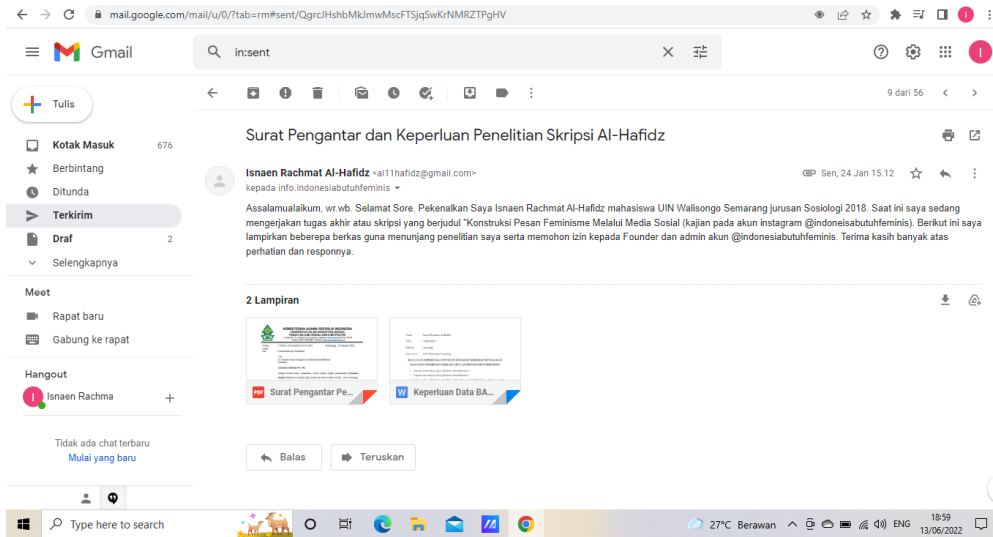 mail.google.com/mail/u/0/?tab=rm#sent/QgrcJHshbMkJmwMscFTSjqSwKrNMRZTPgHV
I
Gmail
in:sent
I
Tulis
9 dari 56
Surat Pengantar dan Keperluan Penelitian Skripsi Al-Hafidz
Kotak Masuk 676
Berbintang
Ditunda
Terkirim
Draf 2
Selengkapnya
Isnaen Rachmat Al-Hafidz <al11hafidz@gmail.com>
Sen, 24 Jan 15.12
kepada info.indonesiabutuhfeminis
Assalamualaikum, wr.wb. Selamat Sore. Pekenalkan Saya Isnaen Rachmat Al-Hafidz mahasiswa UIN Walisongo Semarang jurusan Sosiologi 2018. Saat ini saya sedang
mengerjakan tugas akhir atau skripsi yang berjudul "Konstruksi Pesan Feminisme Melalui Media Sosial (kajian pada akun instagram @indoneisabutuhfeminis). Berikut ini saya
lampirkan beberepa berkas guna menunjang penelitian saya serta memohon izin kepada Founder dan admin akun @indonesiabutuhfeminis. Terima kasih banyak atas
perhatian dan responnya.
Meet
Rapat baru
Gabung ke rapat
2 Lampiran
KEMENTERIAN AGAMA REPUBLIK INDONESIA
PDF Surat Pengantar Pe...
W Keperluan Data BA...
Hangout
I Isnaen Rachma +
Tidak ada chat terbaru
Mulai yang baru
Balas
Teruskan
Type here to search
27°C Berawan
ENG
18:59
13/06/2022